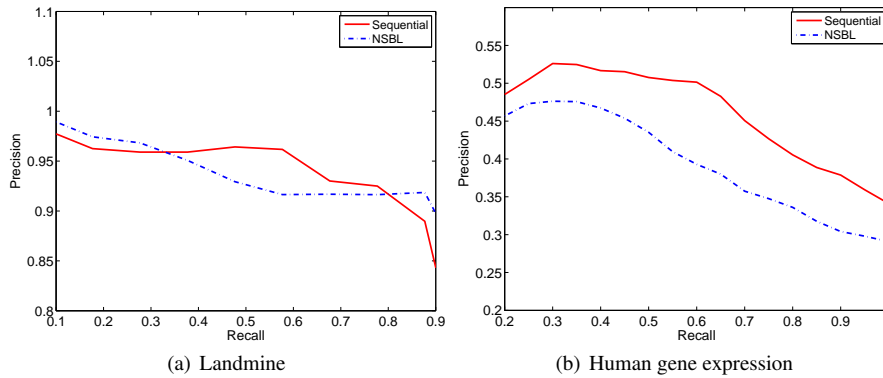 1.1
1.05
1
0.95
0.9
0.85
0.8
0.1 0.2 0.3 0.4 0.5 0.6 0.7 0.8 0.9
Precision
Recall
Sequential
NSBL
(a) Landmine
0.55
0.5
0.45
0.4
0.35
0.3
0.25
0.2
0.2 0.3 0.4 0.5 0.6 0.7 0.8 0.9
Precision
Recall
Sequential
NSBL
(b) Human gene expression